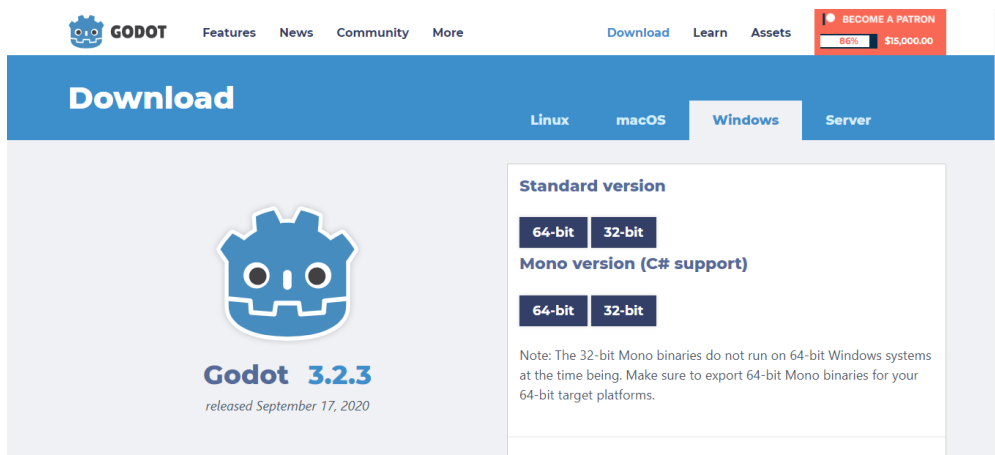 GODOT Features News Community More Download Learn Assets BECOME A PATRON
86% $15,000.00
Download
Linux macOS Windows Server
Standard version
64-bit 32-bit
Mono version (C# support)
64-bit 32-bit
Note: The 32-bit Mono binaries do not run on 64-bit Windows systems
at the time being. Make sure to export 64-bit Mono binaries for your
64-bit target platforms.
Godot 3.2.3
released September 17, 2020